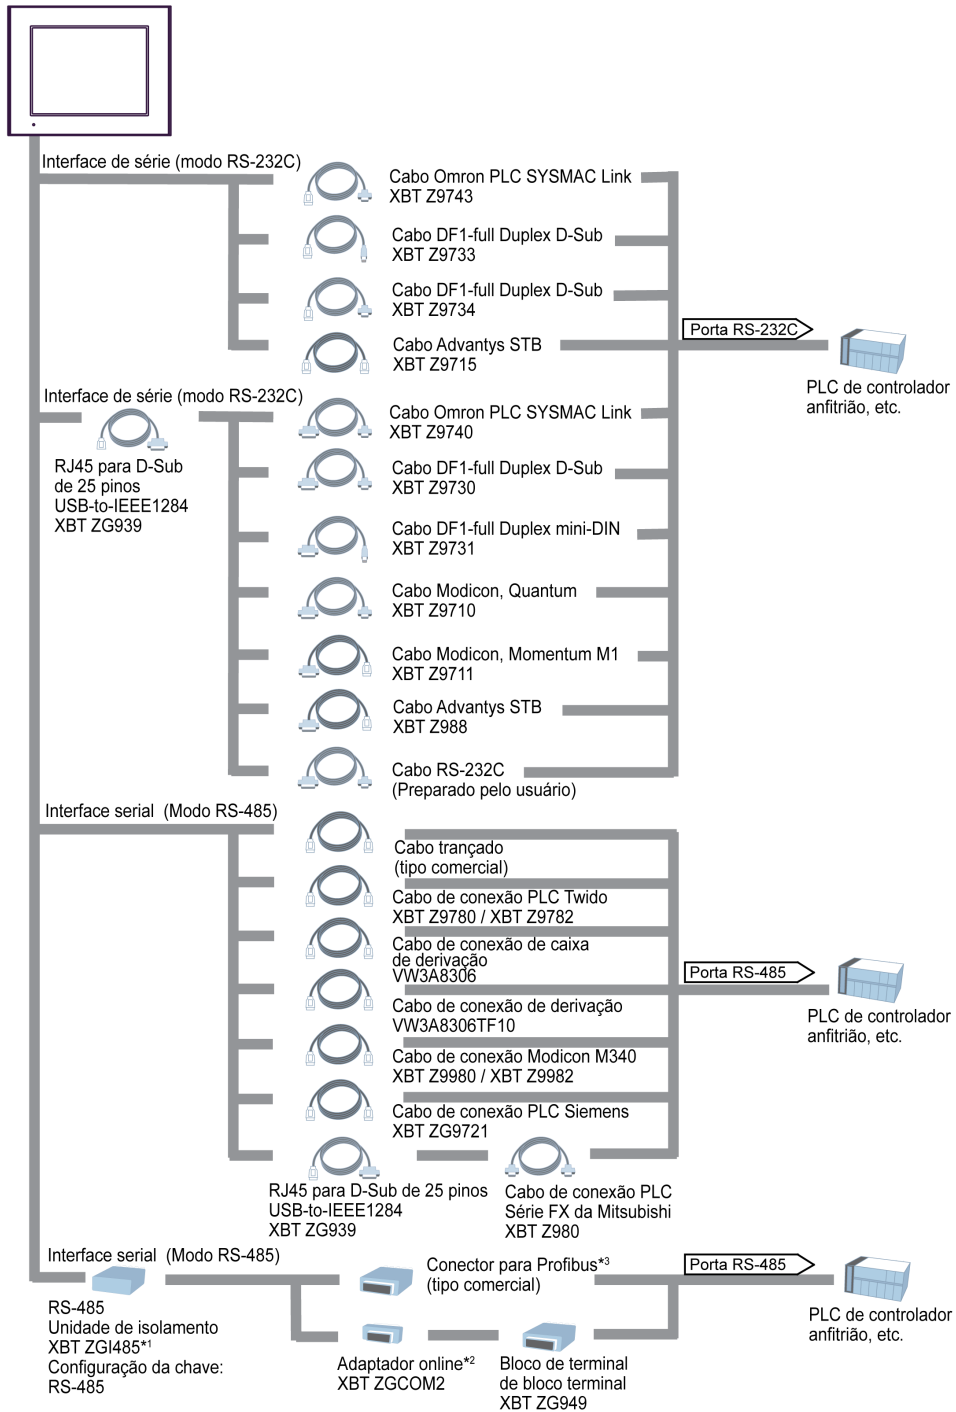 Interface de série (modo RS-232C)
Cabo Omron PLC SYSMAC Link
XBT Z9743
Cabo DF1-full Duplex D-Sub
XBT Z9733
Cabo DF1-full Duplex D-Sub
XBT Z9734
Cabo Advantys STB
XBT Z9715
Porta RS-232C
PLC de controlador
anfitrião, etc.
Interface de série (modo RS-232C)
RJ45 para D-Sub
de 25 pinos
USB-to-IEEE1284
XBT ZG939
Cabo Omron PLC SYSMAC Link
XBT Z9740
Cabo DF1-full Duplex D-Sub
XBT Z9730
Cabo DF1-full Duplex mini-DIN
XBT Z9731
Cabo Modicon, Quantum
XBT Z9710
Cabo Modicon, Momentum M1
XBT Z9711
Cabo Advantys STB
XBT Z988
Cabo RS-232C
(Preparado pelo usuário)
Interface serial (Modo RS-485)
Cabo trançado
(tipo comercial)
Cabo de conexão PLC Twido
XBT Z9780 / XBT Z9782
Cabo de conexão de caixa
de derivação
VW3A8306
Cabo de conexão de derivação
VW3A8306TF10
Cabo de conexão Modicon M340
XBT Z9980 / XBT Z9982
Cabo de conexão PLC Siemens
XBT ZG9721
Porta RS-485
PLC de controlador
anfitrião, etc.
RJ45 para D-Sub de 25 pinos
USB-to-IEEE1284
XBT ZG939
Cabo de conexão PLC
Série FX da Mitsubishi
XBT Z980
Interface serial (Modo RS-485)
RS-485
Unidade de isolamento
XBT ZGI485*1
Configuração da chave:
RS-485
Conector para Profibus*3
(tipo comercial)
Adaptador online*2
XBT ZGCOM2
Bloco de terminal
de bloco terminal
XBT ZG949
Porta RS-485
PLC de controlador
anfitrião, etc.